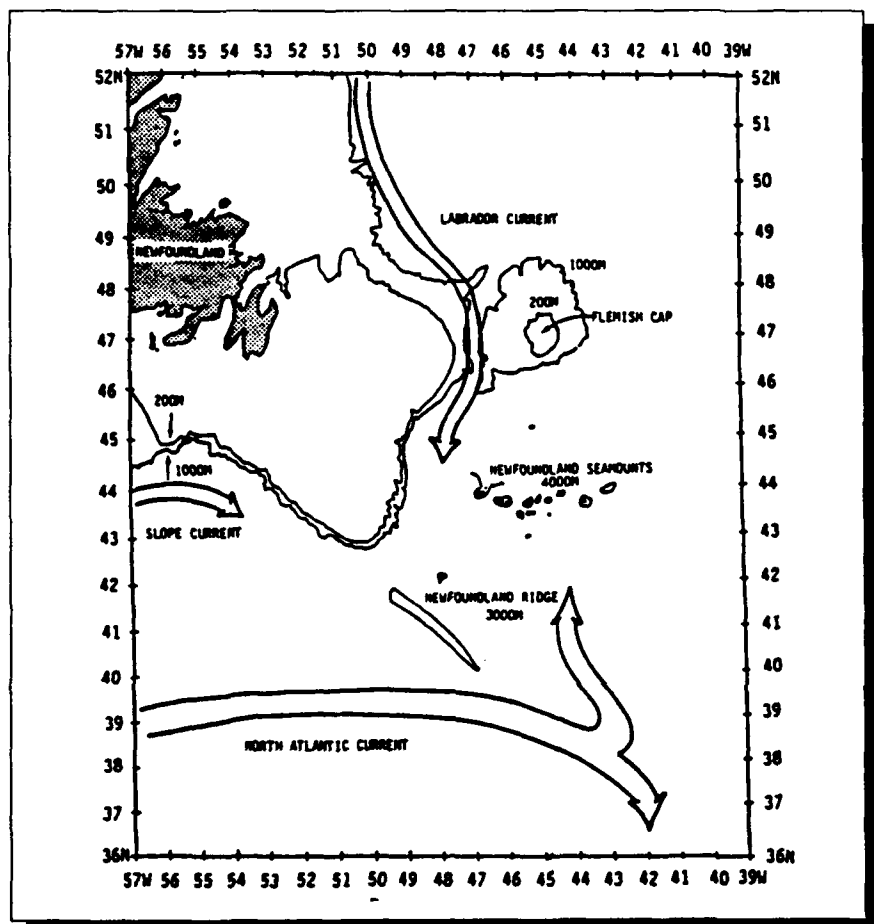 57W 56 55 54 53 52 51 50 49 48 47 46 45 44 43 42 41 40 39W
52N 52N
51 51
50 50
LABRADOR CURRENT
49 49
NEWFOUNDLAND
1000M
48 48
200M
FLEMISH CAP
47 47
46 46
200M
45 45
1000M
NEWFOUNDLAND SEAMOUNTS
4000M
44 44
43 43
SLOPE CURRENT
42 42
NEWFOUNDLAND RIDGE
3000M
41 41
40 40
39 39
NORTH ATLANTIC CURRENT
38 38
37 37
36N 36N
57W 56 55 54 53 52 51 50 49 48 47 46 45 44 43 42 41 40 39W